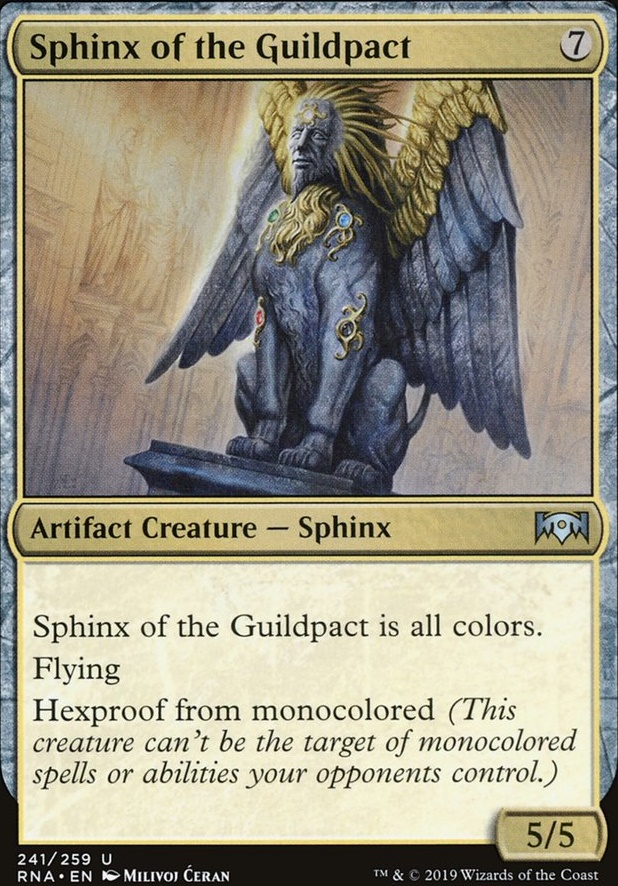 Sphinx of the Guildpact 7
Artifact Creature — Sphinx
Sphinx of the Guildpact is all colors.
Flying
Hexproof from monocolored (This
creature can't be the target of monocolored
spells or abilities your opponents control.)
5/5
241/259 U
RNA • EN Milivoj Ćeran
™ & © 2019 Wizards of the Coast